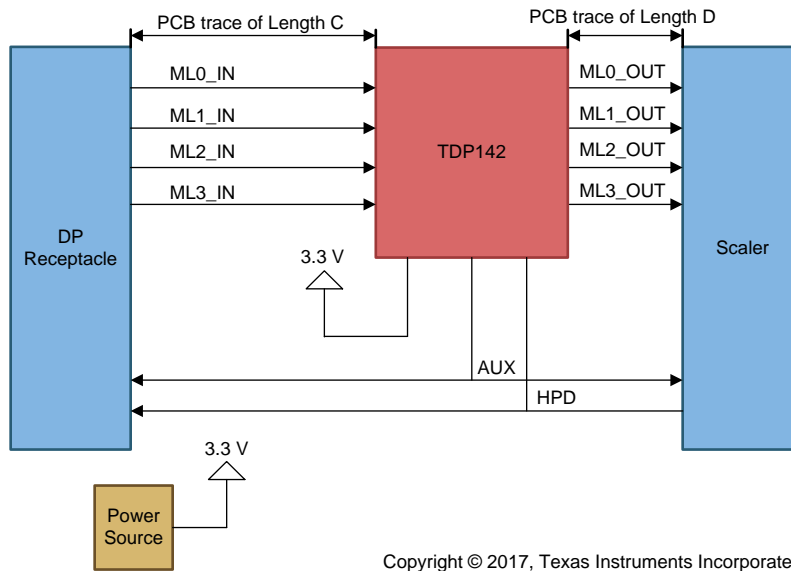 PCB trace of Length C
PCB trace of Length D
ML0_IN
ML0_OUT
ML1_IN
ML1_OUT
TDP142
ML2_IN
ML2_OUT
ML3_IN
ML3_OUT
DP
Receptacle
Scaler
3.3 V
AUX
HPD
3.3 V
Power
Source
Copyright © 2017, Texas Instruments Incorporate